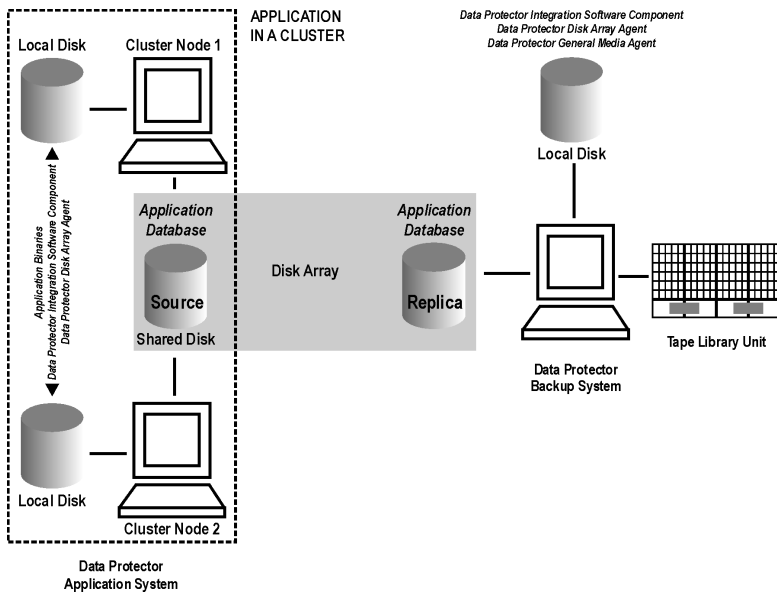 APPLICATION
IN A CLUSTER
Data Protector Integration Software Component
Data Protector Disk Array Agent
Data Protector General Media Agent
Local Disk
Cluster Node 1
Local Disk
Application Binaries
Data Protector Integration Software Component
Data Protector Disk Array Agent
Application
Database
Source
Shared Disk
Disk Array
Application
Database
Replica
Data Protector
Backup System
Tape Library Unit
Local Disk
Cluster Node 2
Data Protector
Application System